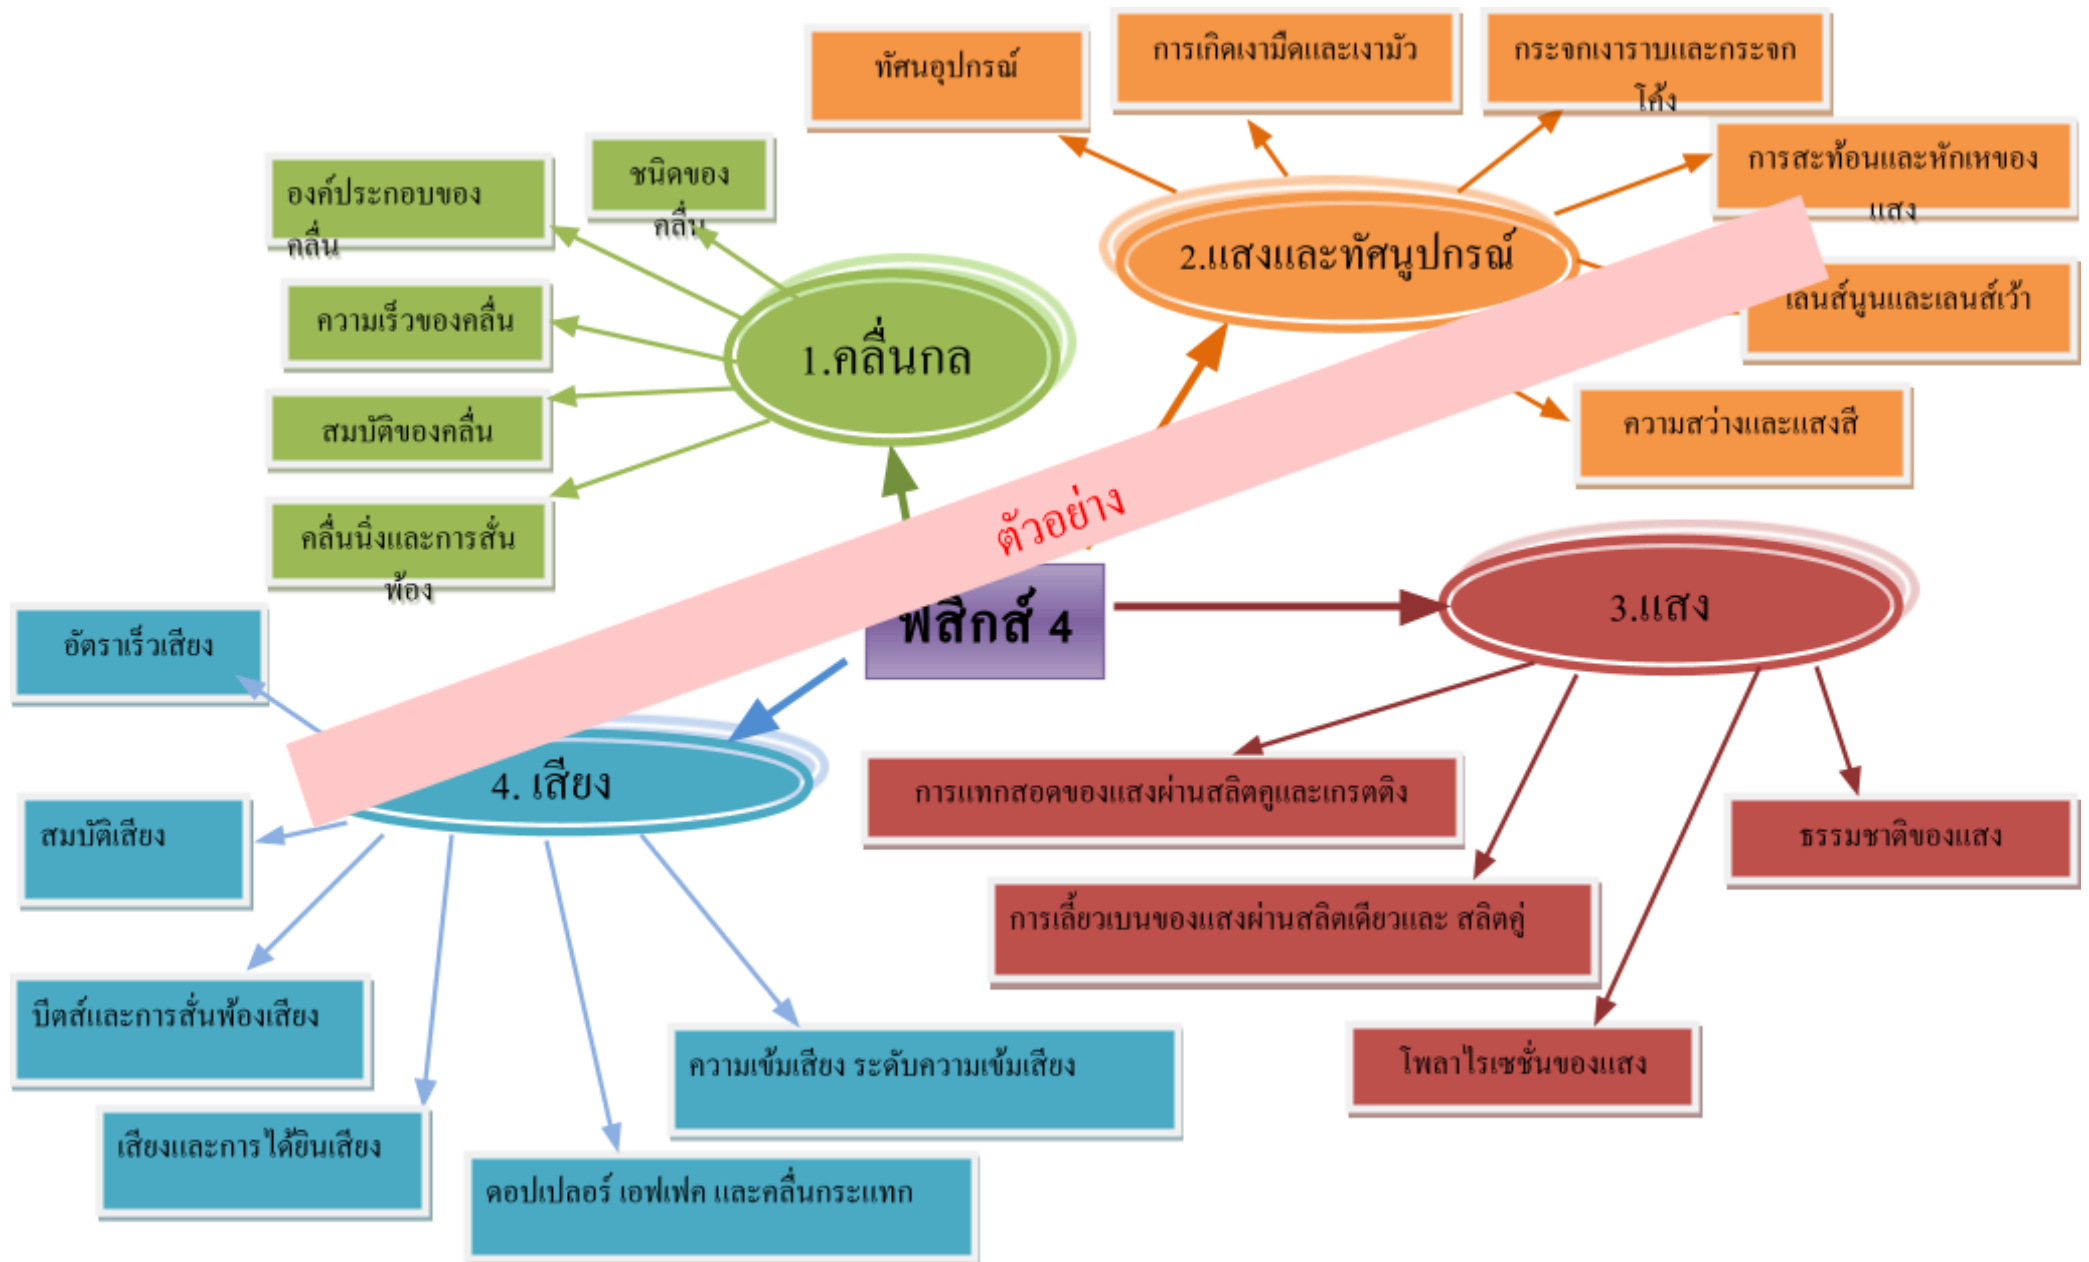 ทัศนอุปกรณ์
การเกิดเงามืดและเงามัว
กระจกเงาราบและกระจก
โค้ง
การสะท้อนและหักเหของ
แสง
2.แสงและทัศนูปกรณ์
เลนส์นูนและเลนส์เว้า
ความสว่างและแสงสี
ชนิดของ
คลื่น
องค์ประกอบของ
คลื่น
ความเร็วของคลื่น
1.คลื่นกล
สมบัติของคลื่น
คลื่นนิ่งและการสั่น
พ้อง
ตัวอย่าง
ฟสิกส์ 4
3.แสง
การแทกสอดของแสงผ่านสลิตคูและเกรตติง
ธรรมชาติของแสง
การเลี้ยวเบนของแสงผ่านสลิตเดียวและ สลิตคู่
โพลาไรเซชั่นของแสง
อัตราเร็วเสียง
4. เสียง
สมบัติเสียง
บีตส์และการสั่นพ้องเสียง
ความเข้มเสียง ระดับความเข้มเสียง
เสียงและการได้ยินเสียง
ดอปเปลอร์ เอฟเฟค และคลื่นกระแทก